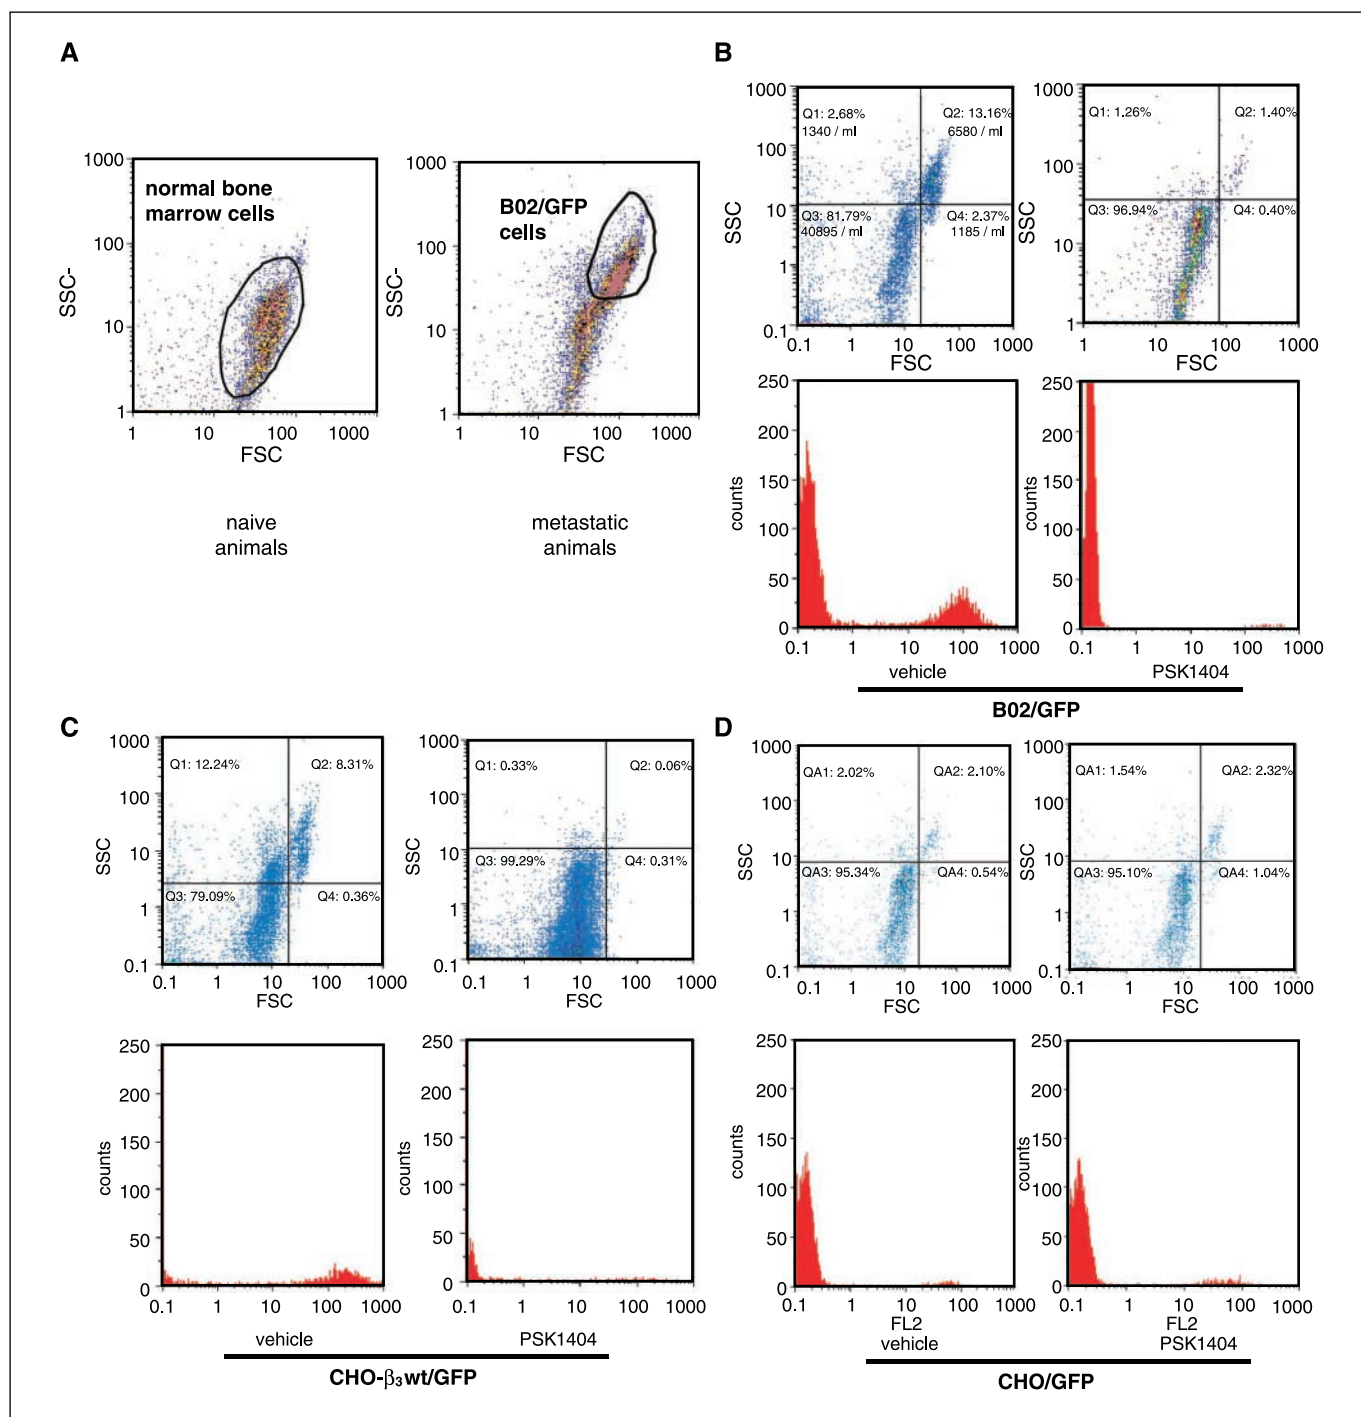 A
1000
100
10
1
SSC-
normal bone
marrow cells
1 10 100 1000
FSC
naive
animals
1000
100
10
1
SSC-
B02/GFP
cells
1 10 100 1000
FSC
metastatic
animals
B
1000
100
10
1
0.1
SSC
Q1: 2.68%
1340 / ml
Q2: 13.16%
6580 / ml
Q3: 81.79%
40895 / ml
Q4: 2.37%
1185 / ml
0.1 1 10 100 1000
FSC
1000
100
10
1
SSC
Q1: 1.26%
Q2: 1.40%
Q3: 96.94%
Q4: 0.40%
1 10 100 1000
FSC
250
200
150
100
50
0
counts
0.1 1 10 100 1000
vehicle
250
200
150
100
50
0
counts
0.1 1 10 100 1000
PSK1404
B02/GFP
C
1000
100
10
1
0.1
SSC
Q1: 12.24%
Q2: 8.31%
Q3: 79.09%
Q4: 0.36%
0.1 1 10 100 1000
FSC
1000
100
10
1
0.1
SSC
Q1: 0.33%
Q2: 0.06%
Q3: 99.29%
Q4: 0.31%
0.1 1 10 100 1000
FSC
250
200
150
100
50
0
counts
0.1 1 10 100 1000
vehicle
250
200
150
100
50
0
counts
0.1 1 10 100 1000
PSK1404
CHO-β₃wt/GFP
D
1000
100
10
1
0.1
SSC
QA1: 2.02%
QA2: 2.10%
QA3: 95.34%
QA4: 0.54%
0.1 1 10 100 1000
FSC
1000
100
10
1
0.1
SSC
QA1: 1.54%
QA2: 2.32%
QA3: 95.10%
QA4: 1.04%
0.1 1 10 100 1000
FSC
250
200
150
100
50
0
counts
0.1 1 10 100 1000
FL2
vehicle
250
200
150
100
50
0
counts
0.1 1 10 100 1000
FL2
PSK1404
CHO/GFP